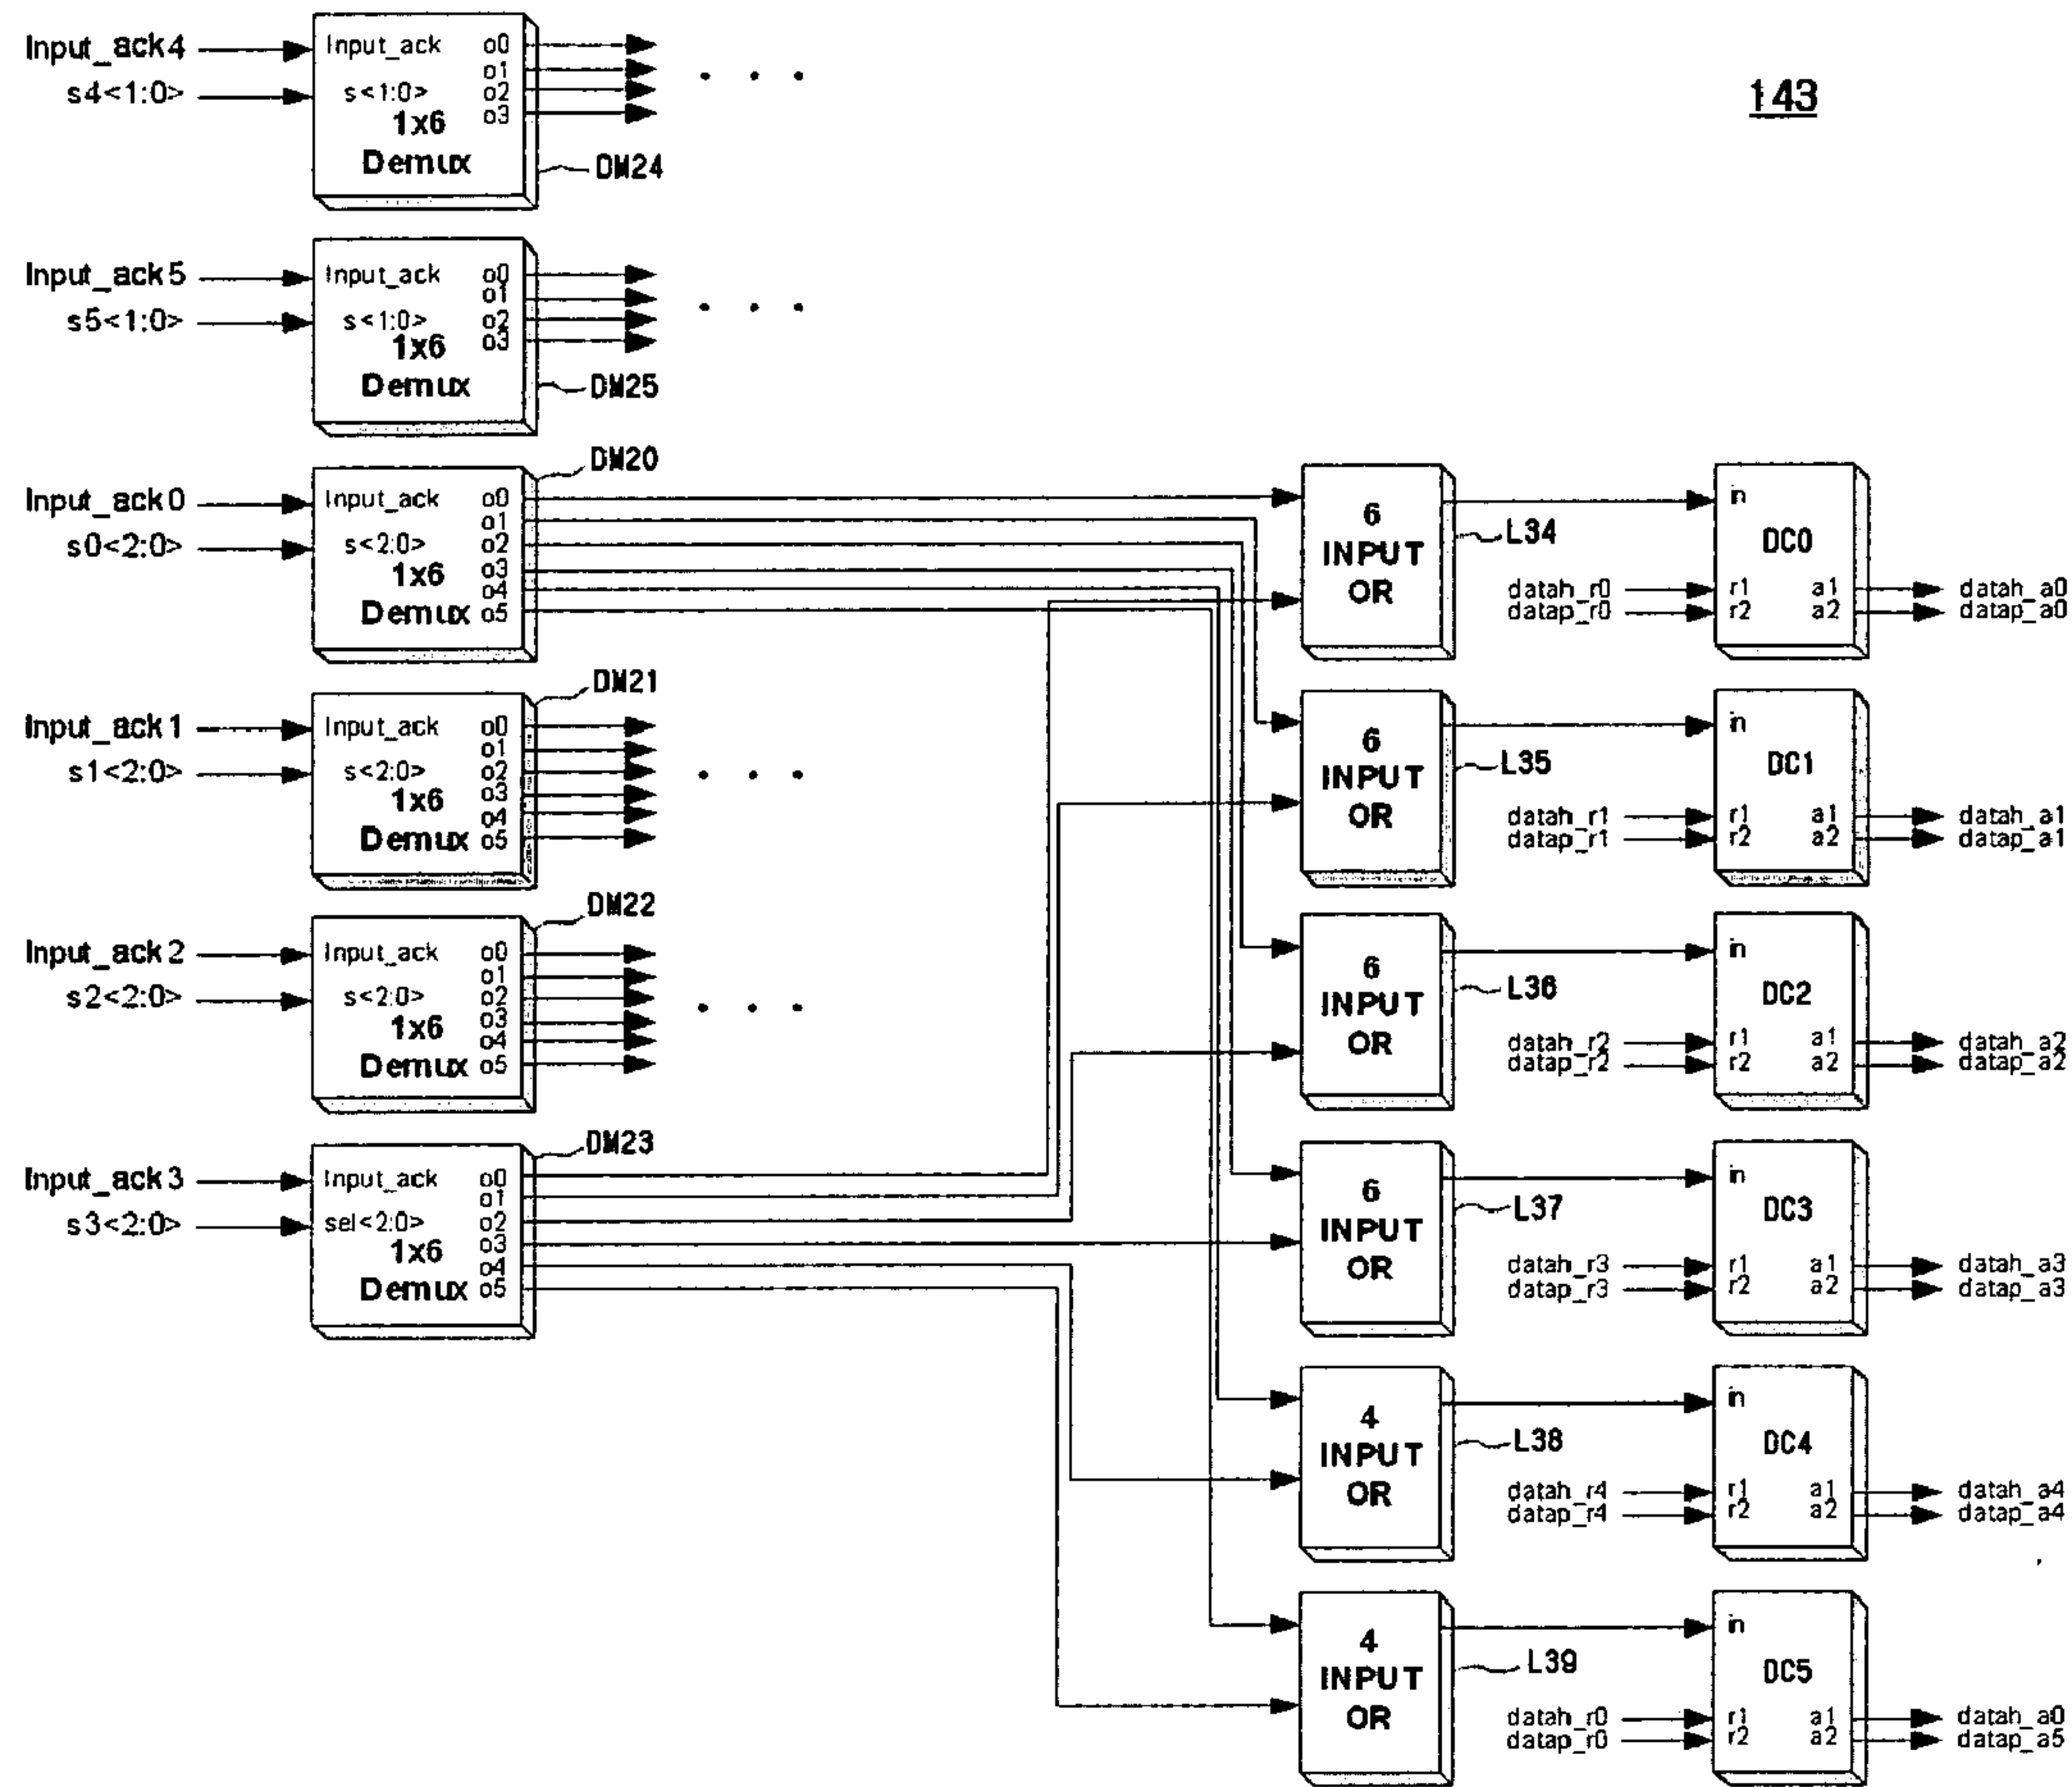 143
Input_ack4
s4<1:0>
Input_ack o0
o1
s<1:0> o2
o3
1x6
Demux
DM24
Input_ack5
s5<1:0>
Input_ack o0
o1
s<1:0> o2
o3
1x6
Demux
DM25
Input_ack0
s0<2:0>
Input_ack o0
o1
s<2:0> o2
1x6 o3
o4
Demux o5
DM20
Input_ack1
s1<2:0>
Input_ack o0
o1
s<2:0> o2
1x6 o3
o4
Demux o5
DM21
Input_ack2
s2<2:0>
Input_ack o0
o1
s<2:0> o2
1x6 o3
o4
Demux o5
DM22
Input_ack3
s3<2:0>
Input_ack o0
o1
sel<2:0> o2
1x6 o3
o4
Demux o5
DM23
6
INPUT
OR
L34
in
DC0
datah_r0 r1 a1 datah_a0
datap_r0 r2 a2 datap_a0
6
INPUT
OR
L35
in
DC1
datah_r1 r1 a1 datah_a1
datap_r1 r2 a2 datap_a1
6
INPUT
OR
L36
in
DC2
datah_r2 r1 a1 datah_a2
datap_r2 r2 a2 datap_a2
6
INPUT
OR
L37
in
DC3
datah_r3 r1 a1 datah_a3
datap_r3 r2 a2 datap_a3
4
INPUT
OR
L38
in
DC4
datah_r4 r1 a1 datah_a4
datap_r4 r2 a2 datap_a4
4
INPUT
OR
L39
in
DC5
datah_r0 r1 a1 datah_a0
datap_r0 r2 a2 datap_a5